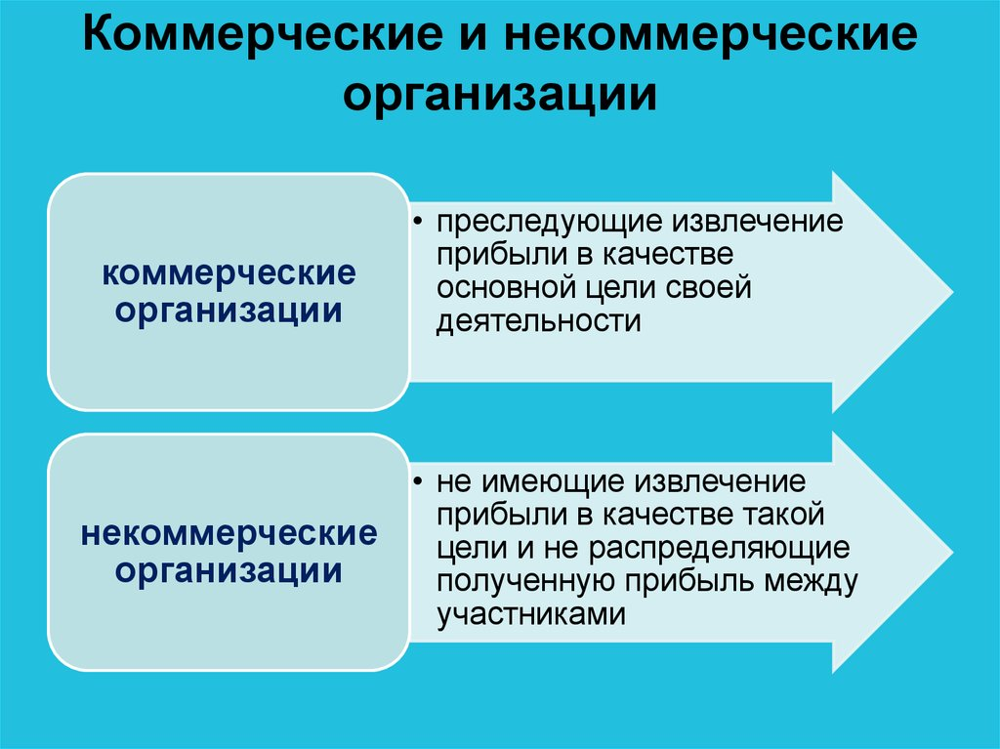 Коммерческие и некоммерческие
организации
коммерческие
организации
• преследующие извлечение
прибыли в качестве
основной цели своей
деятельности
некоммерческие
организации
• не имеющие извлечение
прибыли в качестве такой
цели и не распределяющие
полученную прибыль между
участниками